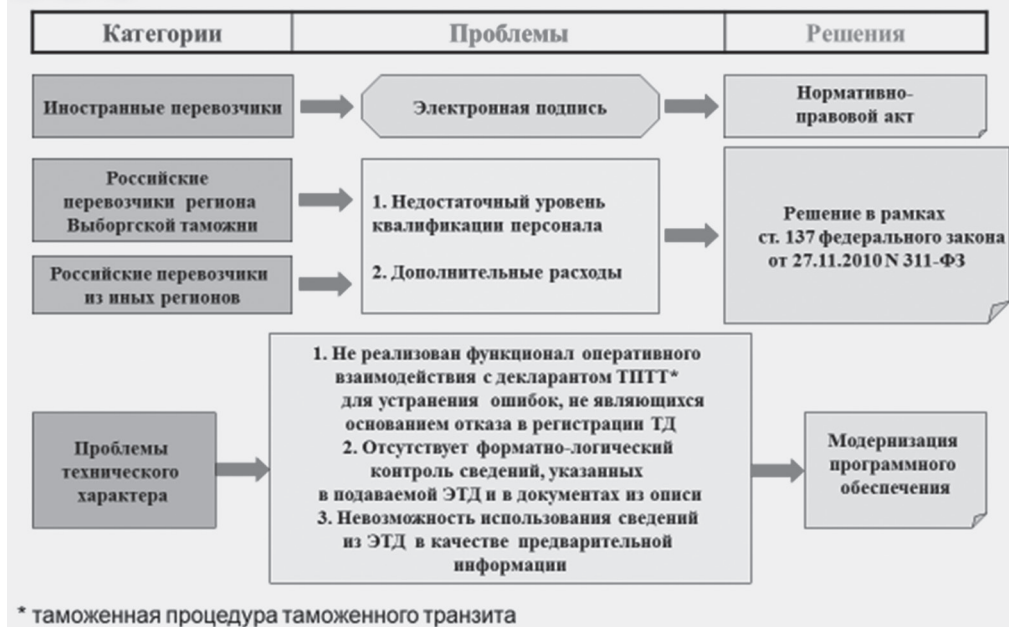 Категории
Проблемы
Решения
Иностранные перевозчики
Электронная подпись
Нормативно-
правовой акт
Российские
перевозчики региона
Выборгской таможни
Российские перевозчики
из иных регионов
1. Недостаточный уровень
квалификации персонала
2. Дополнительные расходы
Решение в рамках
ст. 137 федерального закона
от 27.11.2010 N 311-ФЗ
Проблемы
технического
характера
1. Не реализован функционал оперативного
взаимодействия с декларантом ТПТТ*
для устранения ошибок, не являющихся
основанием отказа в регистрации ТД
2. Отсутствует форматно-логический
контроль сведений, указанных
в подаваемой ЭТД и в документах из описи
3. Невозможность использования сведений
из ЭТД в качестве предварительной
информации
Модернизация
программного
обеспечения
* таможенная процедура таможенного транзита